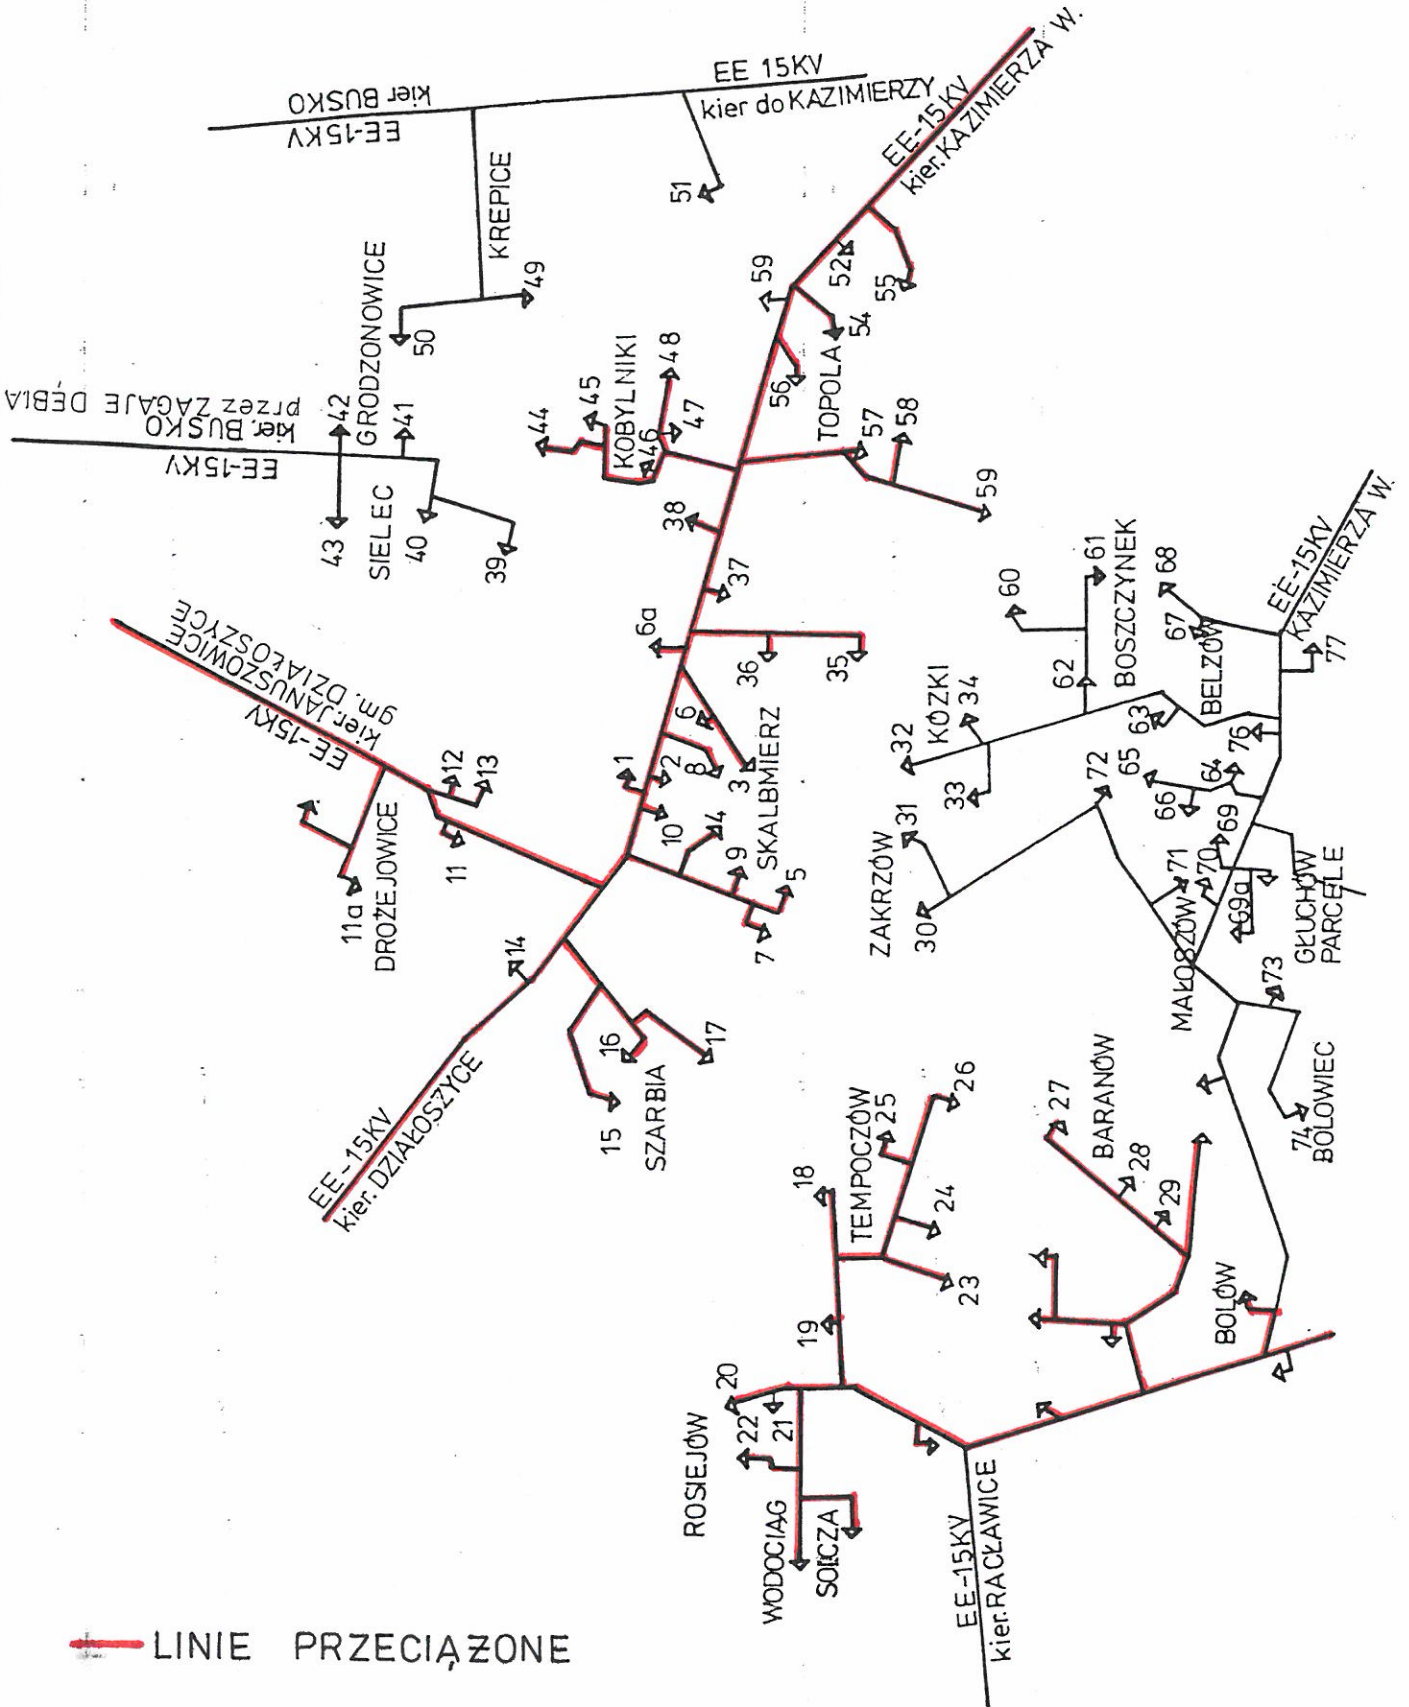 EE 15KV
kier do KAZIMIERZY
kier BUSKO
EE-15KV
KREPICE
51
49
50
EE-15KV
kier. KAZIMIERZA W.
GRODZONOWICE
kier. BUSKO
przez ZAGAJE DĘBIA
EE-15KV
42
41
43
SIELEC
40
39
59
52
55
54
56
TOPOLA
57
58
59
44
45
KOBYLNIKI
46
47
48
38
37
6a
36
35
EE-15KV
kier. JANUSZOWICE
gm. DZIAŁOSZYCE
12
13
11
11a
DROŻEJOWICE
1
2
8
6
3
SKALBMIERZ
10
4
9
5
7
14
15
16
17
SZARBIA
EE-15KV
kier. DZIAŁOSZYCE
60
61
BOSZCZYNEK
62
63
KÓZKI
34
32
33
31
ZAKRZÓW
30
72
68
67
BELZÓW
EE-15KV
KAZIMIERZA W.
77
76
65
66
64
69
70
71
69a
MAŁOSZÓW
GŁUCHÓW
PARCELE
73
74
BOLOWIEC
18
TEMPOCZÓW
25
26
24
23
19
20
22
21
ROSIEJÓW
WODOCIĄG
SOLCZA
27
BARANÓW
28
29
BOLÓW
EE-15KV
kier. RACŁAWICE
LINIE PRZECIĄŻONE